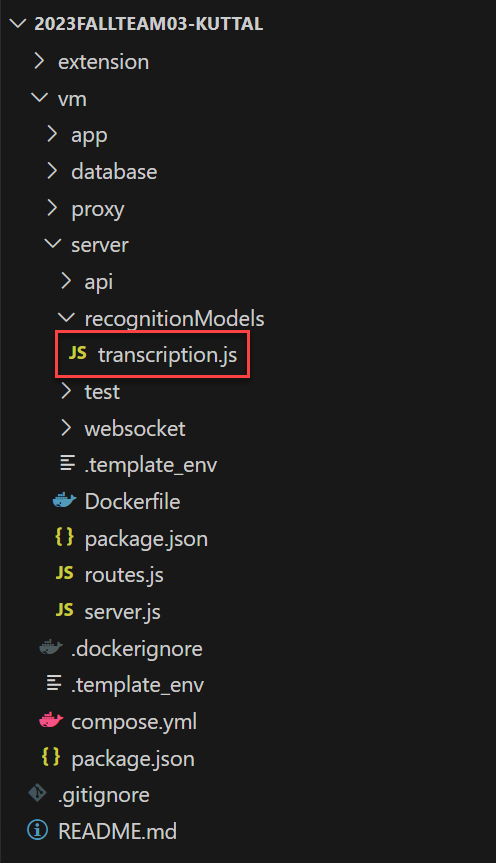 2023FALLTEAM03-KUTTAL
extension
vm
app
database
proxy
server
api
recognitionModels
JS transcription.js
test
websocket
.template_env
Dockerfile
{} package.json
JS routes.js
JS server.js
.dockerignore
.template_env
compose.yml
{} package.json
.gitignore
README.md